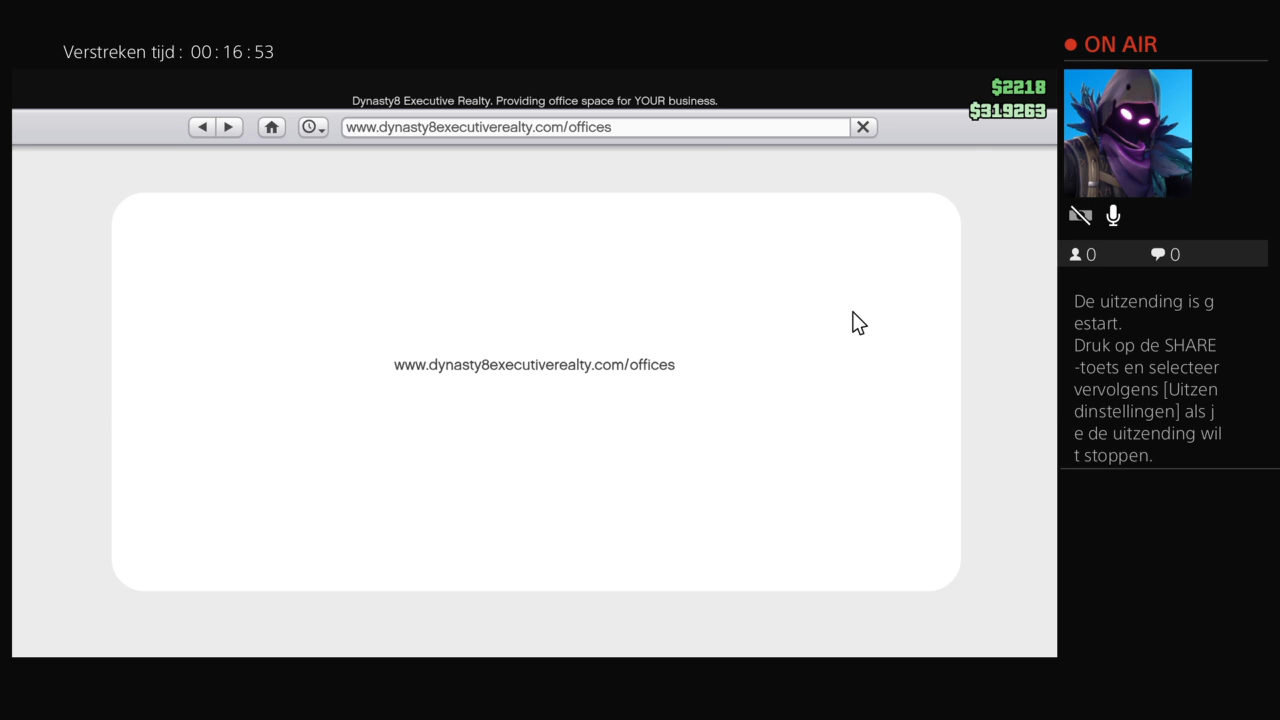 Verstreken tijd: 00:16:53
ON AIR
$2218
$319263
Dynasty8 Executive Realty. Providing office space for YOUR business.
www.dynasty8executiverealty.com/offices
www.dynasty8executiverealty.com/offices
0 0
De uitzending is g
estart.
Druk op de SHARE
-toets en selecteer
vervolgens [Uitzen
dinstellingen] als j
e de uitzending wil
t stoppen.